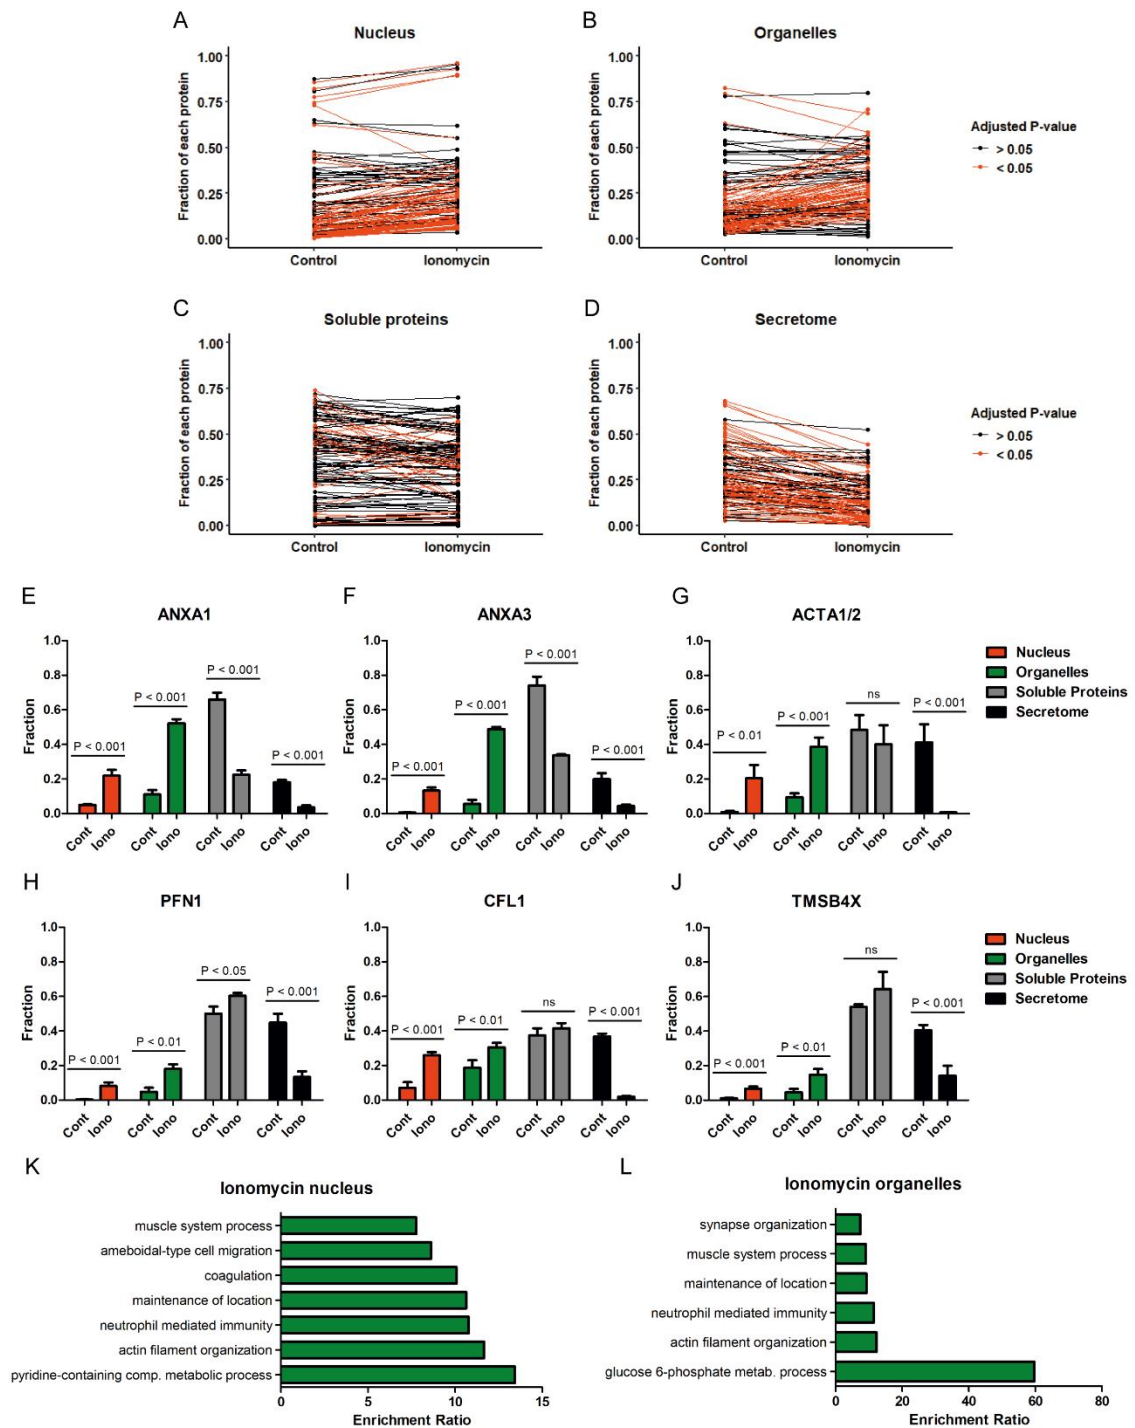 A
Nucleus
Fraction of each protein
1.00
0.75
0.50
0.25
0.00
Control
Ionomycin
B
Organelles
Fraction of each protein
1.00
0.75
0.50
0.25
0.00
Control
Ionomycin
Adjusted P-value
> 0.05
< 0.05
C
Soluble proteins
Fraction of each protein
1.00
0.75
0.50
0.25
0.00
Control
Ionomycin
D
Secretome
Fraction of each protein
1.00
0.75
0.50
0.25
0.00
Control
Ionomycin
Adjusted P-value
> 0.05
< 0.05
E
ANXA1
Fraction
1.0
0.8
0.6
0.4
0.2
0.0
P < 0.001
P < 0.001
P < 0.001
P < 0.001
Cont
Iono
Cont
Iono
Cont
Iono
Cont
Iono
F
ANXA3
Fraction
1.0
0.8
0.6
0.4
0.2
0.0
P < 0.001
P < 0.001
P < 0.001
P < 0.001
Cont
Iono
Cont
Iono
Cont
Iono
Cont
Iono
G
ACTA1/2
Fraction
1.0
0.8
0.6
0.4
0.2
0.0
P < 0.01
P < 0.001
ns
P < 0.001
Cont
Iono
Cont
Iono
Cont
Iono
Cont
Iono
Nucleus
Organelles
Soluble Proteins
Secretome
H
PFN1
Fraction
1.0
0.8
0.6
0.4
0.2
0.0
P < 0.001
P < 0.01
P < 0.05
P < 0.001
Cont
Iono
Cont
Iono
Cont
Iono
Cont
Iono
I
CFL1
Fraction
1.0
0.8
0.6
0.4
0.2
0.0
P < 0.001
P < 0.01
ns
P < 0.001
Cont
Iono
Cont
Iono
Cont
Iono
Cont
Iono
J
TMSB4X
Fraction
1.0
0.8
0.6
0.4
0.2
0.0
P < 0.001
P < 0.01
ns
P < 0.001
Cont
Iono
Cont
Iono
Cont
Iono
Cont
Iono
Nucleus
Organelles
Soluble Proteins
Secretome
K
Ionomycin nucleus
muscle system process
ameboidal-type cell migration
coagulation
maintenance of location
neutrophil mediated immunity
actin filament organization
pyridine-containing comp. metabolic process
0
5
10
15
Enrichment Ratio
L
Ionomycin organelles
synapse organization
muscle system process
maintenance of location
neutrophil mediated immunity
actin filament organization
glucose 6-phosphate metab. process
0
20
40
60
80
Enrichment Ratio